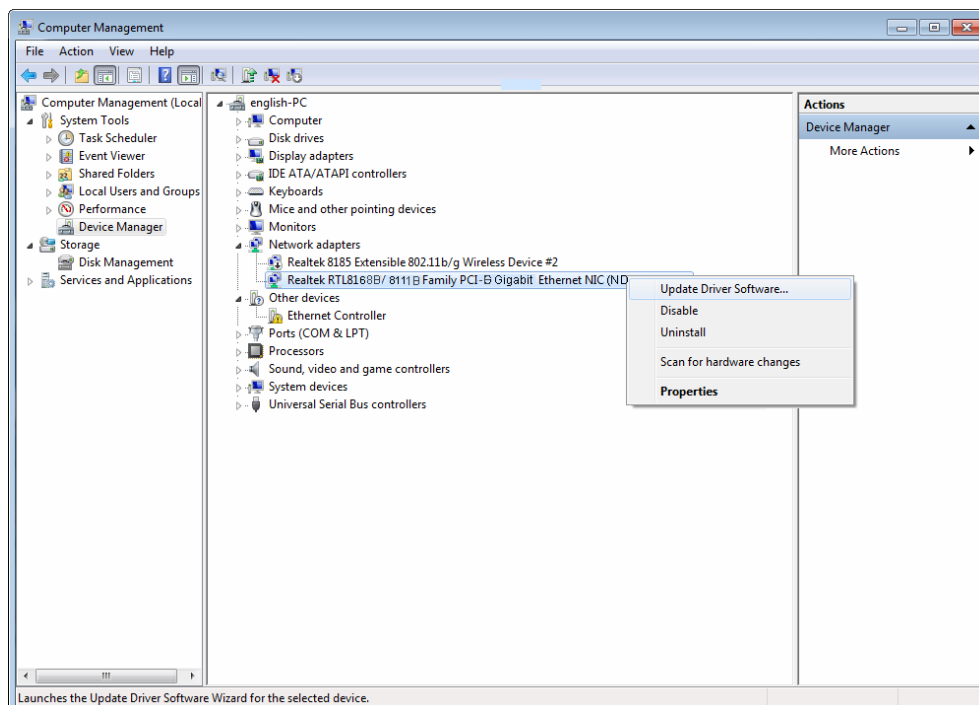 Computer Management
File Action View Help
Computer Management (Local
System Tools
Task Scheduler
Event Viewer
Shared Folders
Local Users and Groups
Performance
Device Manager
Storage
Disk Management
Services and Applications
english-PC
Computer
Disk drives
Display adapters
IDE ATA/ATAPI controllers
Keyboards
Mice and other pointing devices
Monitors
Network adapters
Realtek 8185 Extensible 802.11b/g Wireless Device #2
Realtek RTL8168B/ 8111B Family PCI-E Gigabit Ethernet NIC (ND
Other devices
Ethernet Controller
Ports (COM & LPT)
Processors
Sound, video and game controllers
System devices
Universal Serial Bus controllers
Update Driver Software...
Disable
Uninstall
Scan for hardware changes
Properties
Actions
Device Manager
More Actions
Launches the Update Driver Software Wizard for the selected device.